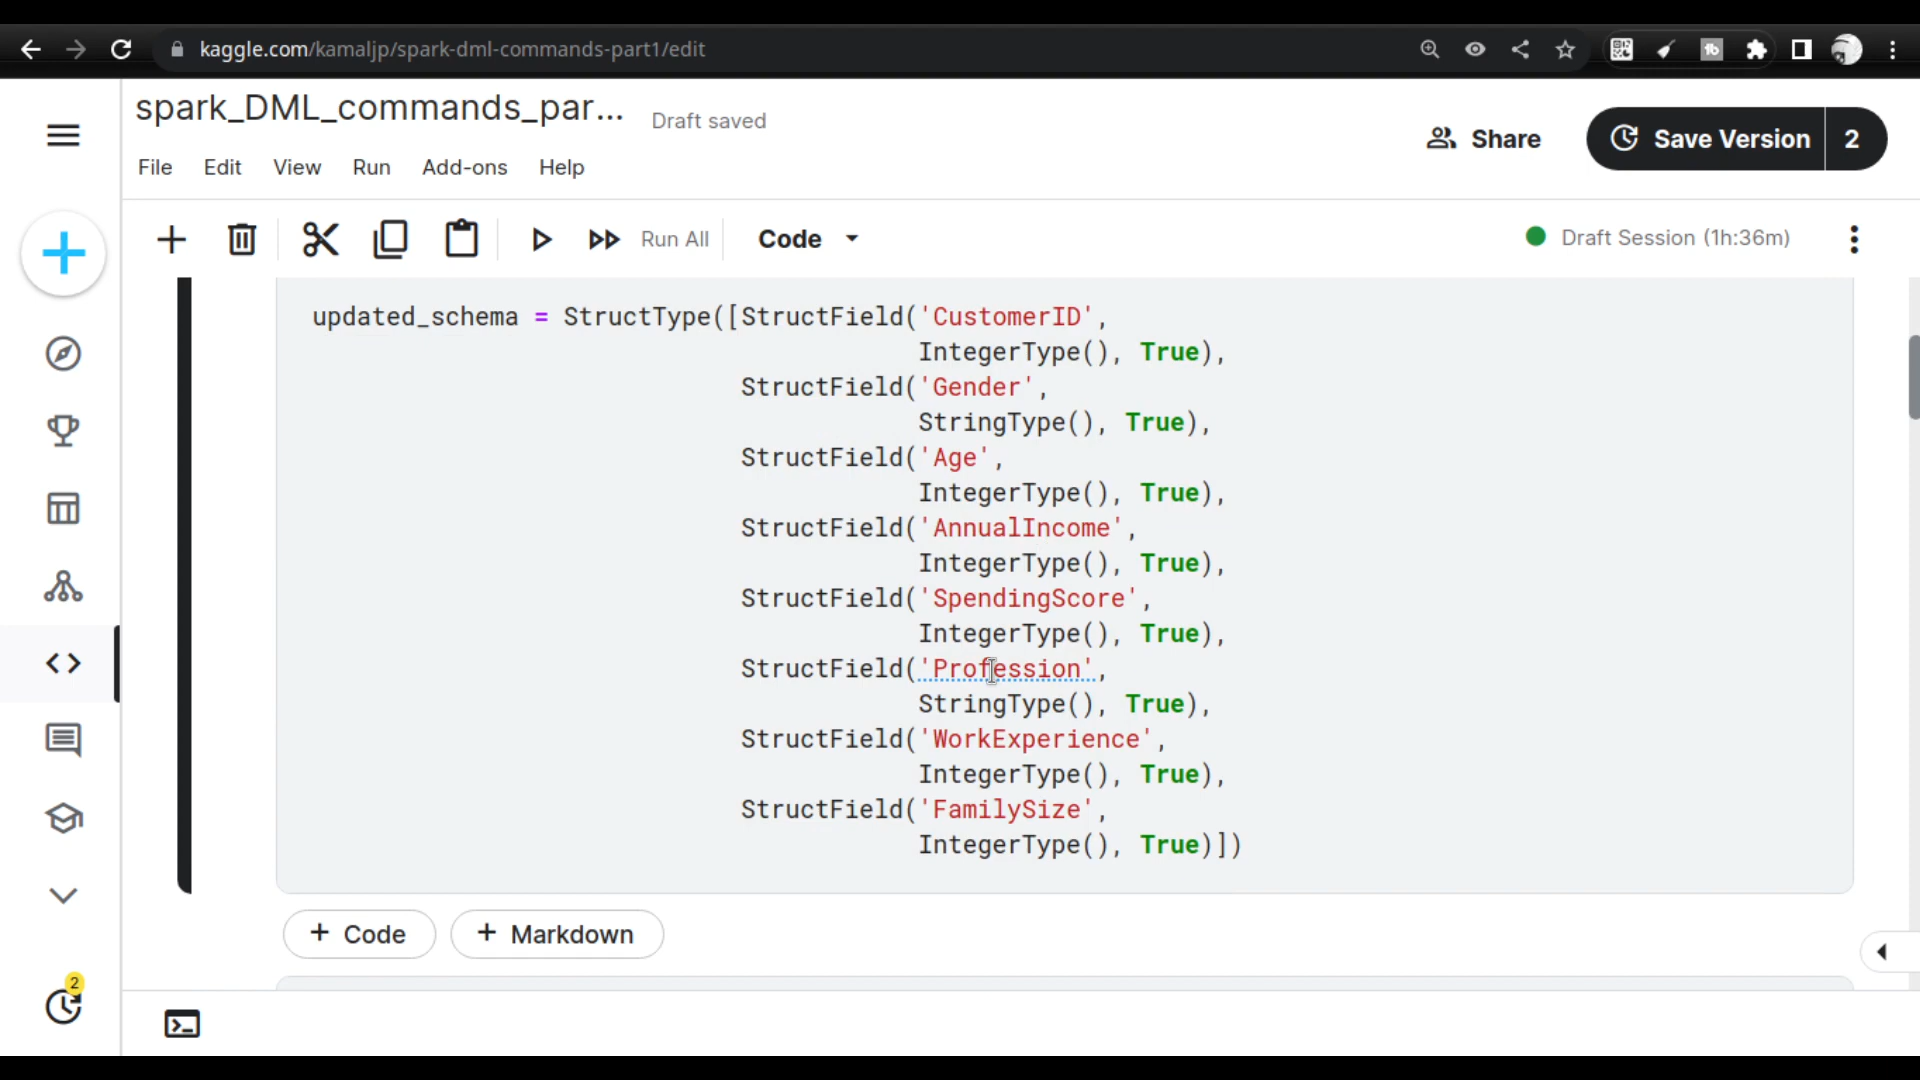 kaggle.com/kamaljp/spark-dml-commands-part1/edit
spark_DML_commands_par... Draft saved
Share
Save Version 2
File Edit View Run Add-ons Help
Run All Code Draft Session (1h:36m)
updated_schema = StructType([StructField('CustomerID',
IntegerType(), True),
StructField('Gender',
StringType(), True),
StructField('Age',
IntegerType(), True),
StructField('AnnualIncome',
IntegerType(), True),
StructField('SpendingScore',
IntegerType(), True),
StructField('Profession',
StringType(), True),
StructField('WorkExperience',
IntegerType(), True),
StructField('FamilySize',
IntegerType(), True)])
+ Code + Markdown
2